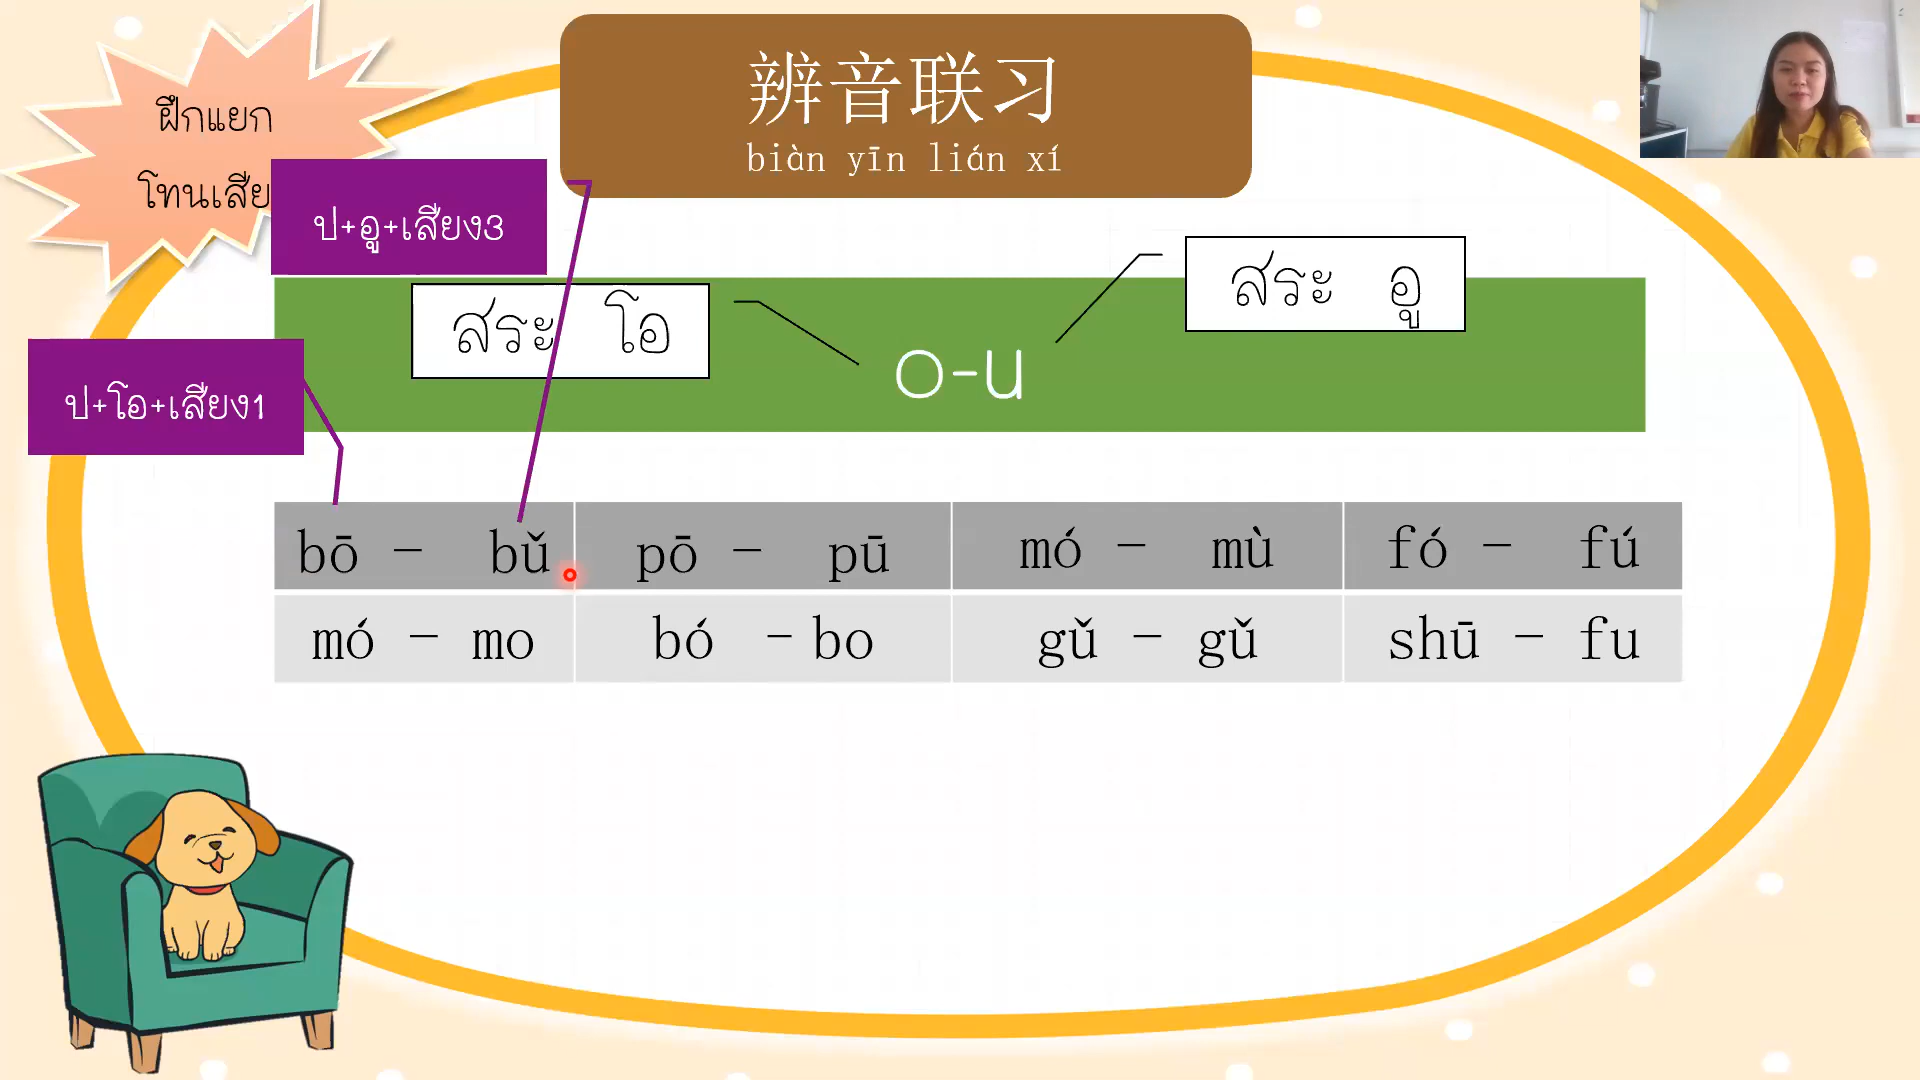 辨音联习
biàn yīn lián xí
ฝึกแยก
โทนเสีย
ป+อู+เสียง3
สระ โอ
สระ อู
o-u
ป+โอ+เสียง1
bō - bǔ
pō - pū
mó - mù
fó - fú
mó - mo
bó - bo
gǔ - gǔ
shū - fu